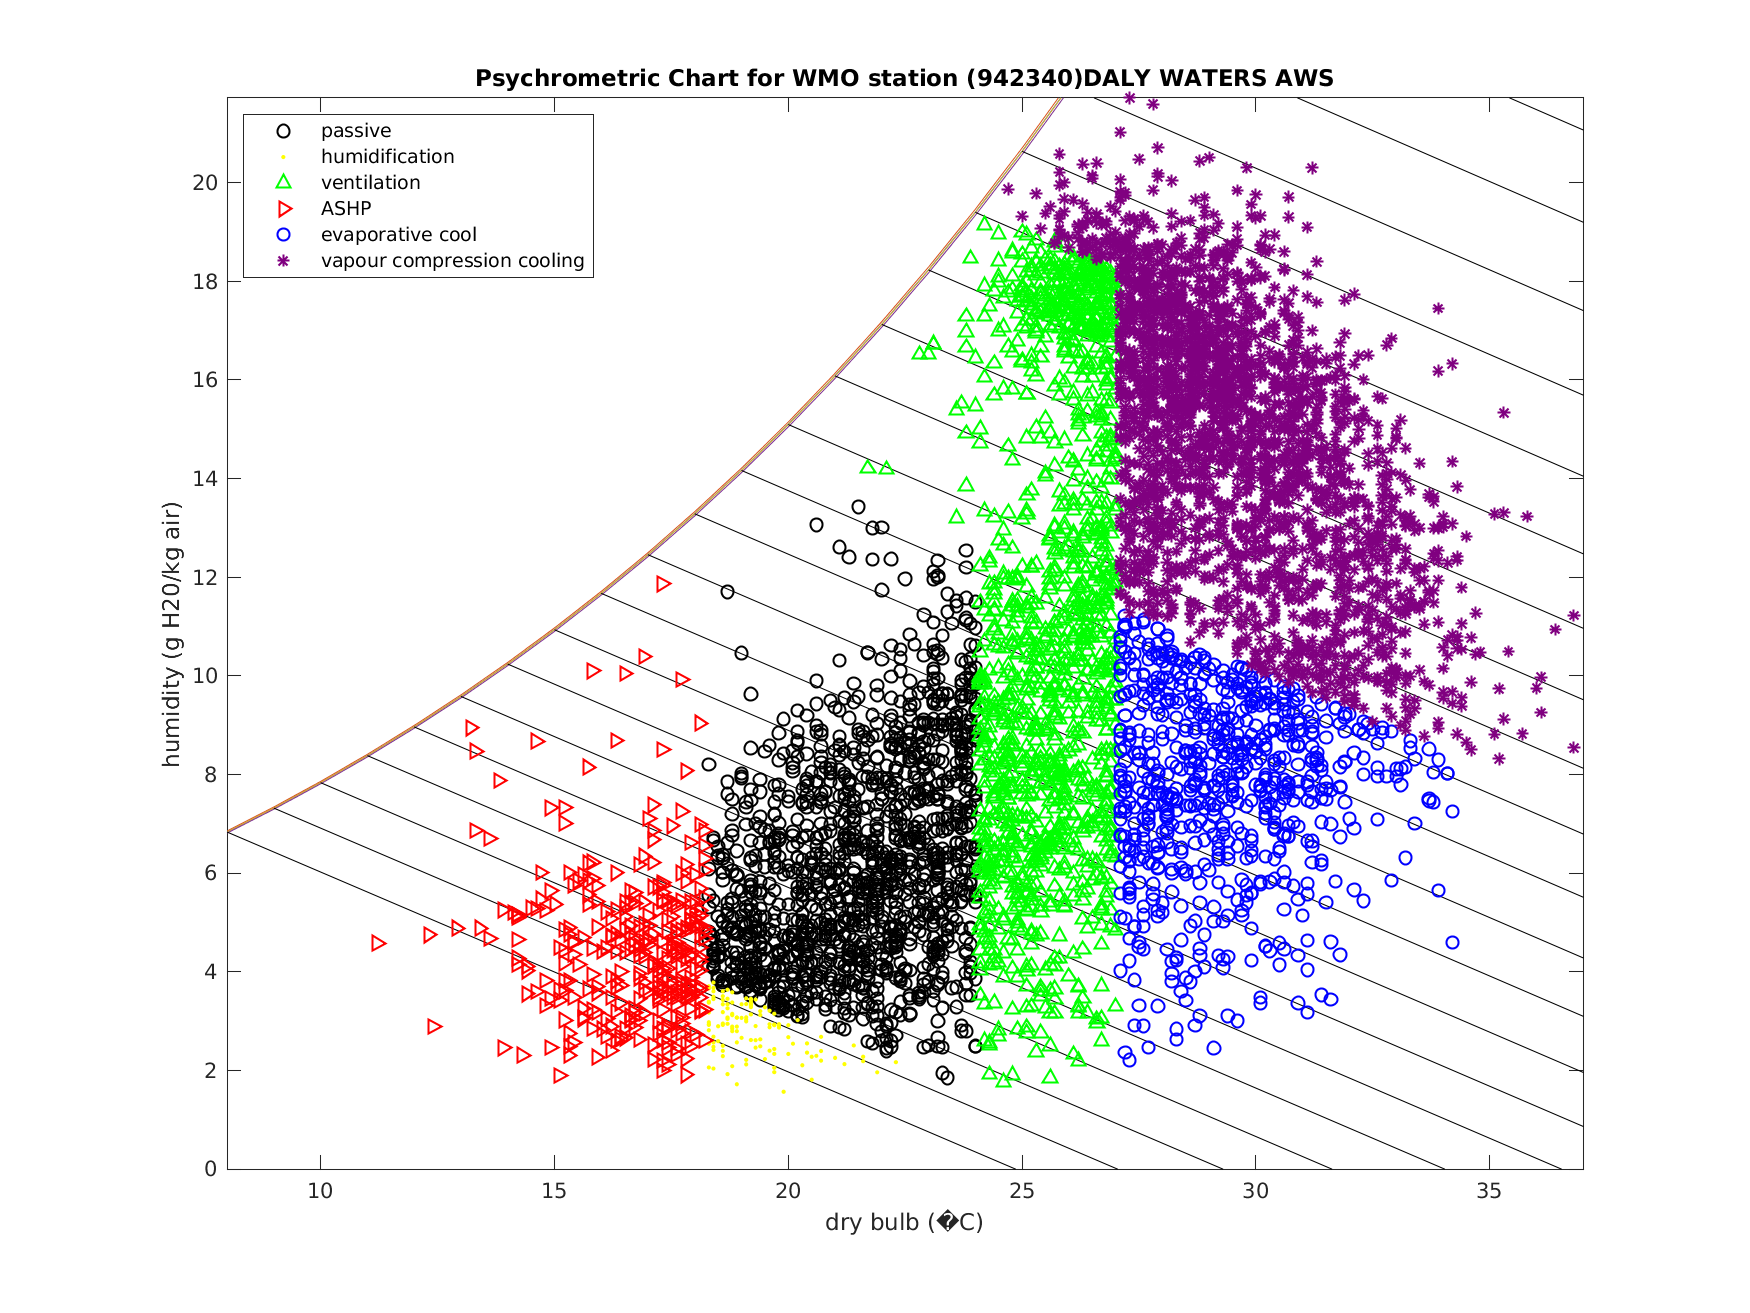 Psychrometric Chart for WMO station (942340)DALY WATERS AWS
passive
humidification
ventilation
ASHP
evaporative cool
vapour compression cooling
humidity (g H20/kg air)
20
18
16
14
12
10
8
6
4
2
0
10 15 20 25 30 35
dry bulb (�C)